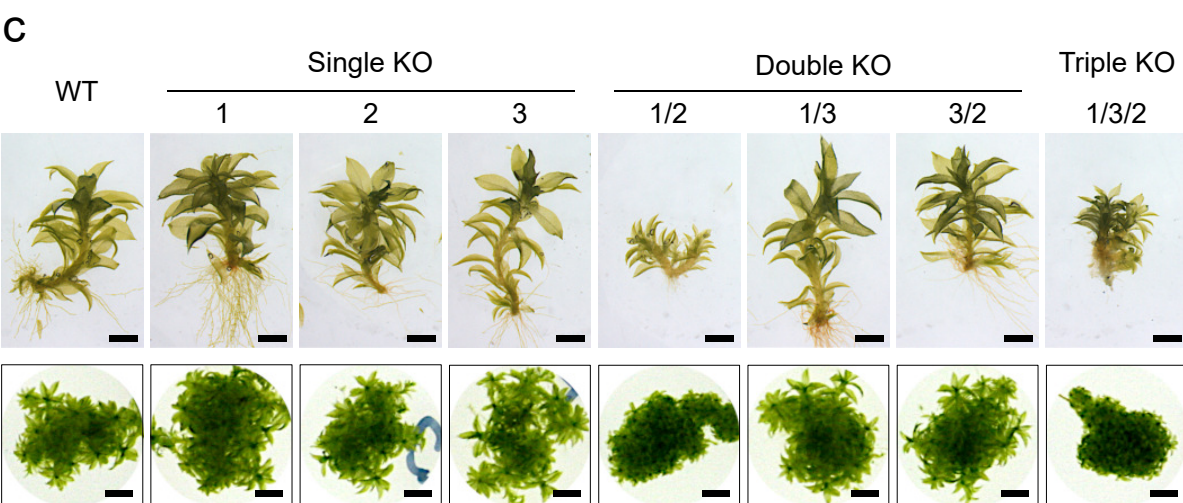 C
Single KO
Double KO
Triple KO
WT
1
2
3
1/2
1/3
3/2
1/3/2